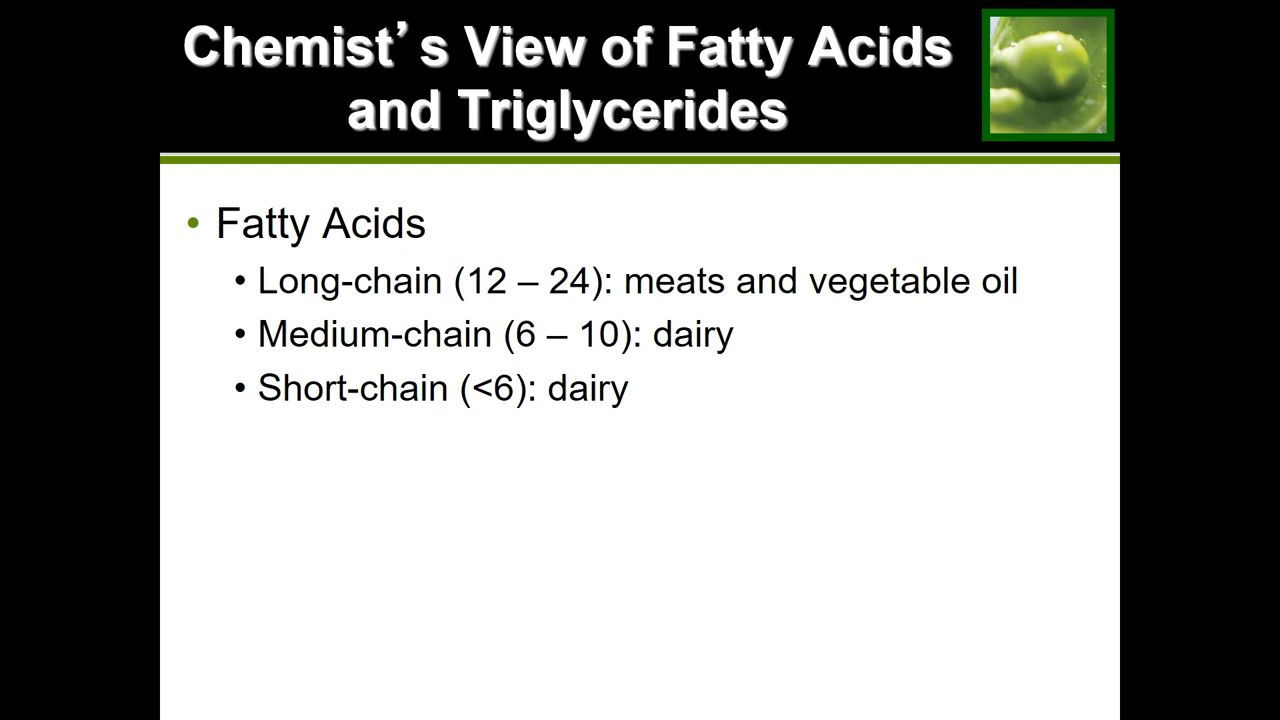 Chemist’s View of Fatty Acids
and Triglycerides
• Fatty Acids
• Long-chain (12 – 24): meats and vegetable oil
• Medium-chain (6 – 10): dairy
• Short-chain (<6): dairy